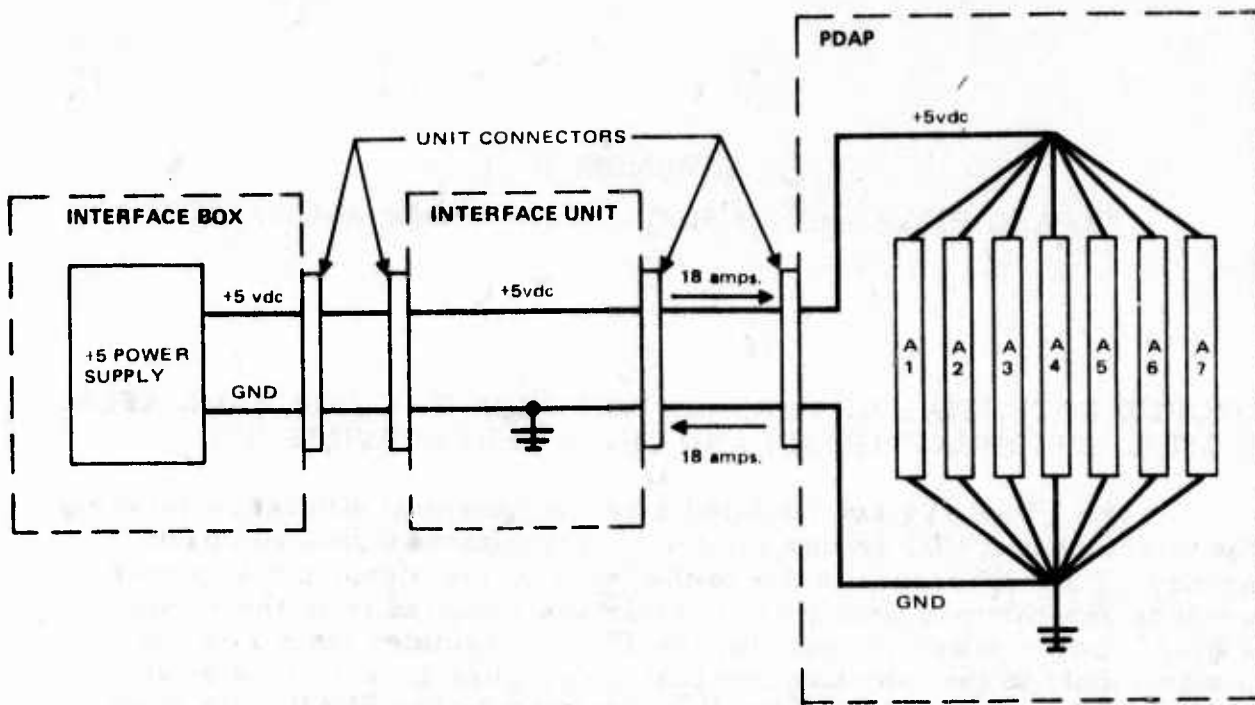 PDAP
+5vdc
UNIT CONNECTORS
INTERFACE BOX
INTERFACE UNIT
+5 vdc
+5vdc
18 amps.
+5 POWER
SUPPLY
GND
18 amps.
A
1
A
2
A
3
A
4
A
5
A
6
A
7
GND